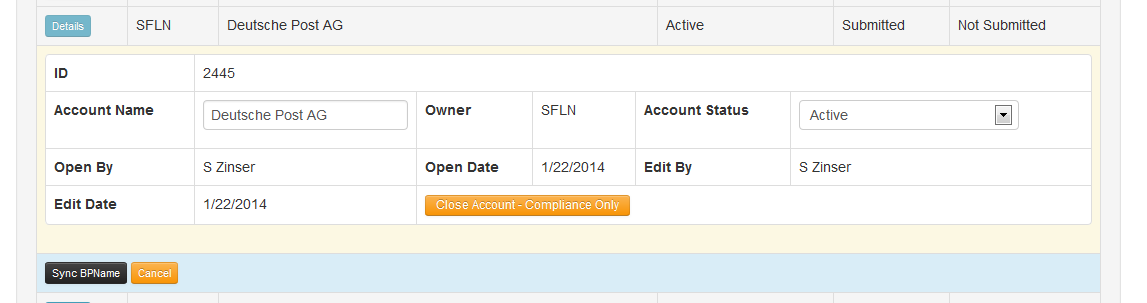 Details SFLN Deutsche Post AG Active Submitted Not Submitted
ID 2445
Account Name Deutsche Post AG Owner SFLN Account Status Active
Open By S Zinser Open Date 1/22/2014 Edit By S Zinser
Edit Date 1/22/2014 Close Account - Compliance Only
Sync BPName Cancel